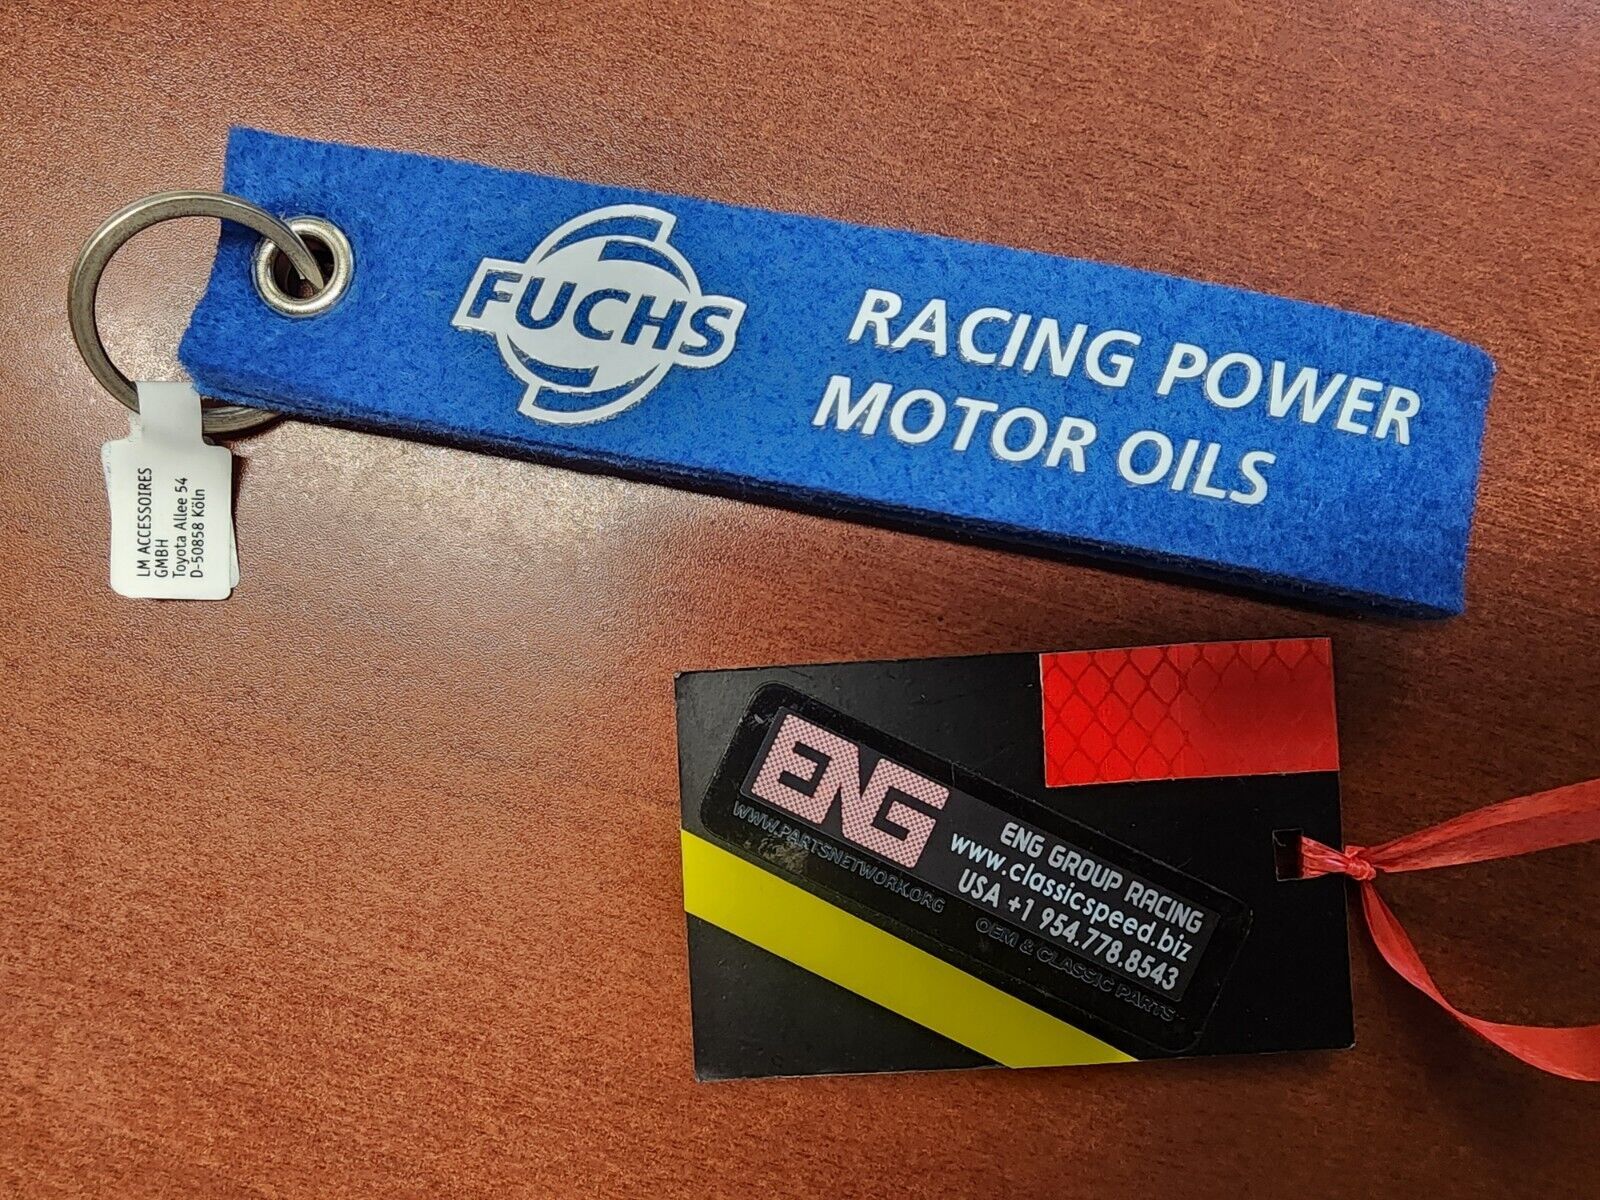 FUCHS
RACING POWER
MOTOR OILS
LM ACCESSOIRES
GMBH
Toyota Allee 54
D-50858 Köln
ENG
WWW.PARTSNETWORK.ORG
ENG GROUP RACING
www.classicspeed.biz
USA +1 954.778.8543
OEM & CLASSIC PARTS